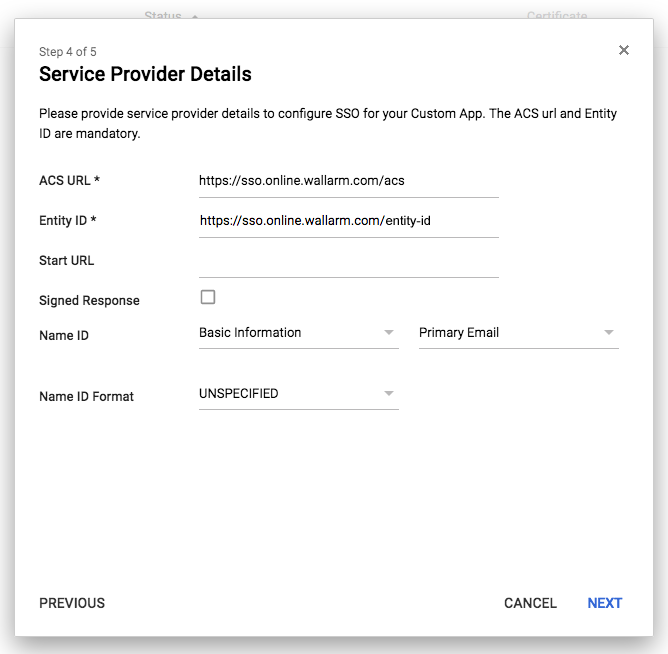 Status
Certificate
Step 4 of 5
Service Provider Details
Please provide service provider details to configure SSO for your Custom App. The ACS url and Entity
ID are mandatory.
ACS URL * https://sso.online.wallarm.com/acs
Entity ID * https://sso.online.wallarm.com/entity-id
Start URL
Signed Response
Name ID Basic Information Primary Email
Name ID Format UNSPECIFIED
PREVIOUS CANCEL NEXT